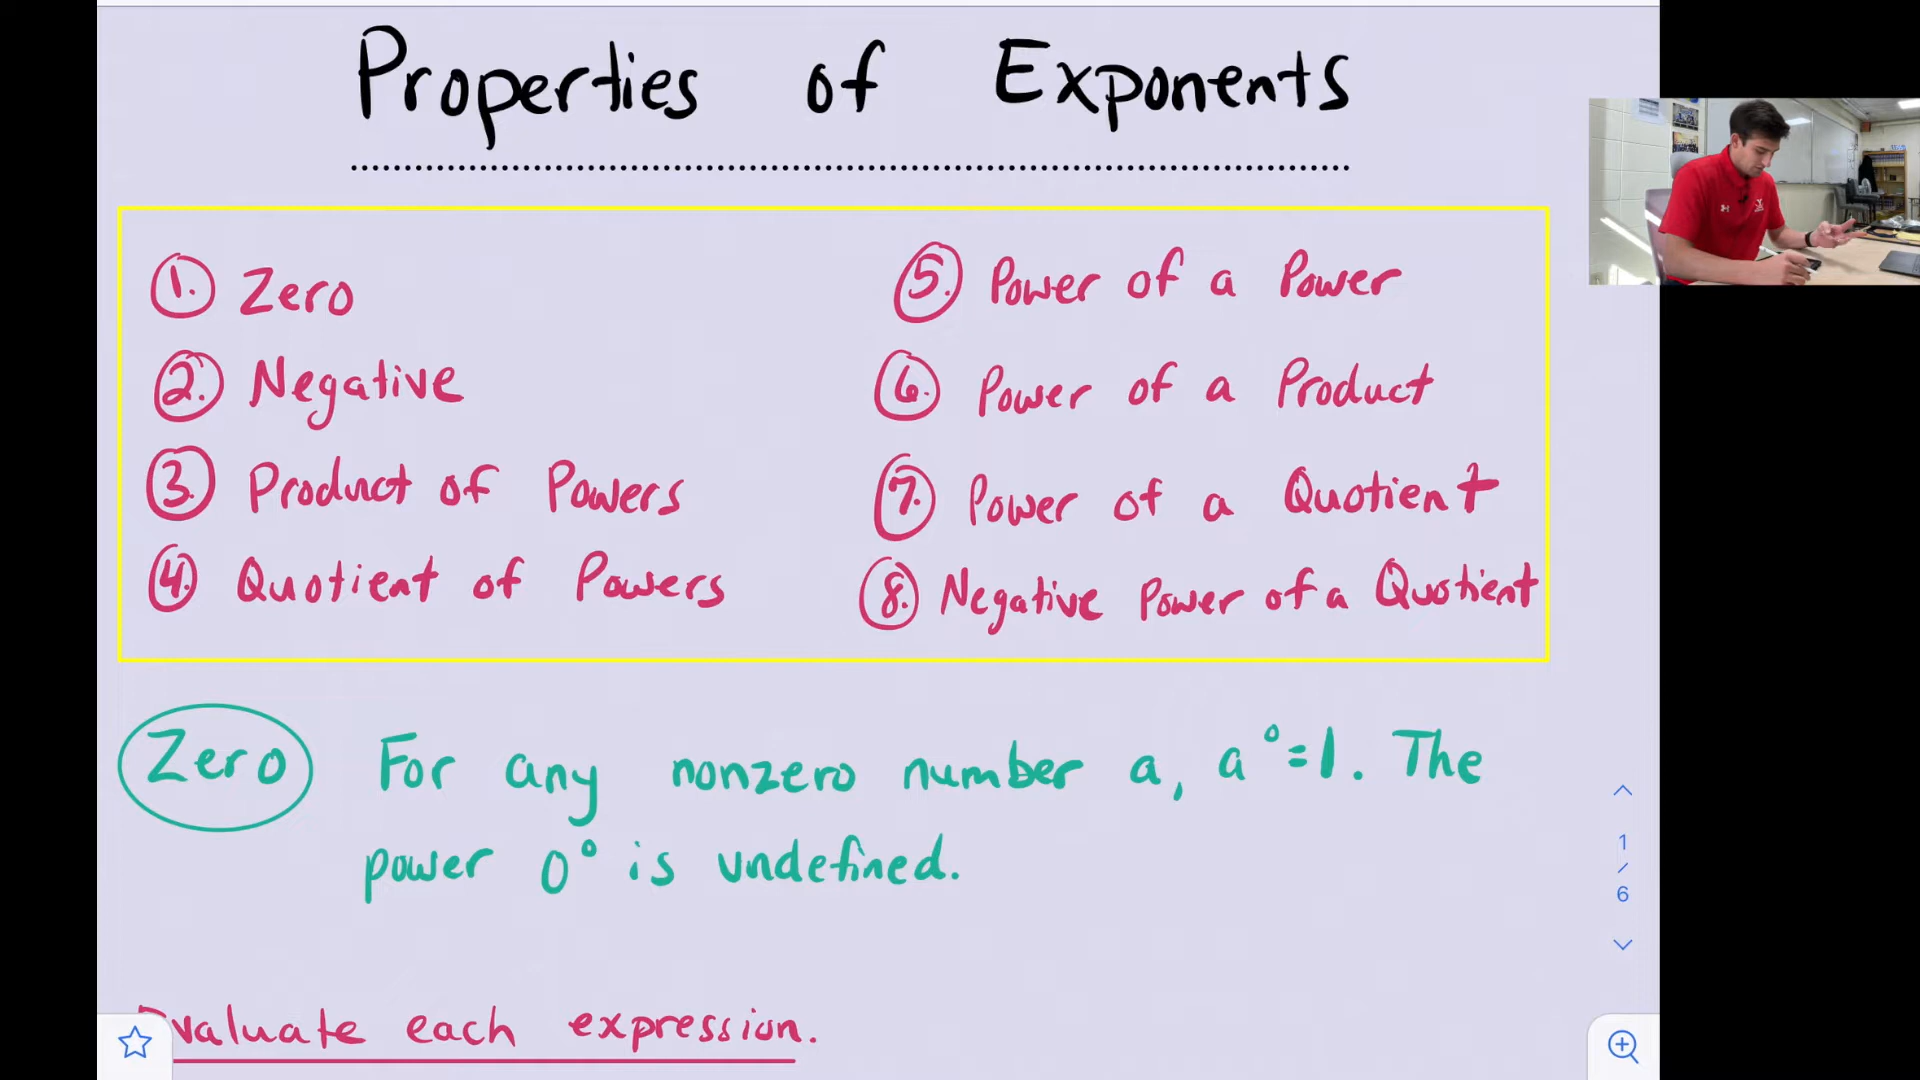 Properties of Exponents
1. Zero
2. Negative
3. Product of Powers
4. Quotient of Powers
5. Power of a Power
6. Power of a Product
7. Power of a Quotient
8. Negative Power of a Quotient
Zero For any nonzero number a, a⁰=1. The
power 0⁰ is undefined.
Evaluate each expression.
1
/
6